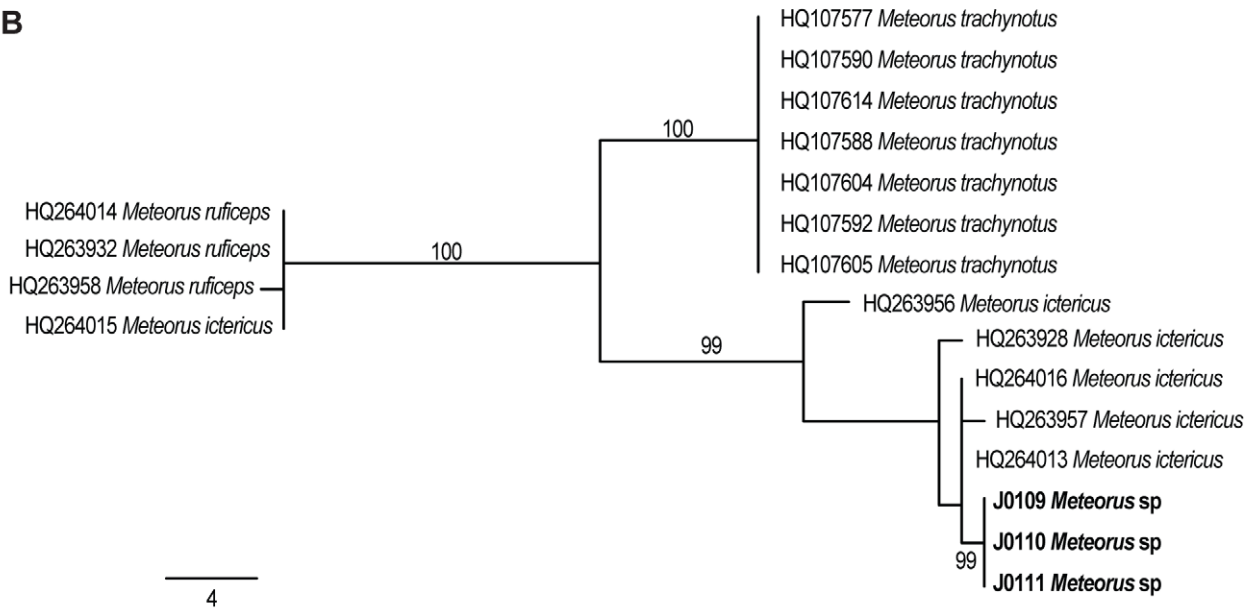 B
HQ107577 Meteorus trachynotus
HQ107590 Meteorus trachynotus
HQ107614 Meteorus trachynotus
100
HQ107588 Meteorus trachynotus
HQ107604 Meteorus trachynotus
HQ264014 Meteorus ruficeps
HQ107592 Meteorus trachynotus
HQ263932 Meteorus ruficeps
100
HQ107605 Meteorus trachynotus
HQ263958 Meteorus ruficeps
HQ263956 Meteorus ictericus
HQ264015 Meteorus ictericus
99
HQ263928 Meteorus ictericus
HQ264016 Meteorus ictericus
HQ263957 Meteorus ictericus
HQ264013 Meteorus ictericus
J0109 Meteorus sp
J0110 Meteorus sp
99
J0111 Meteorus sp
4